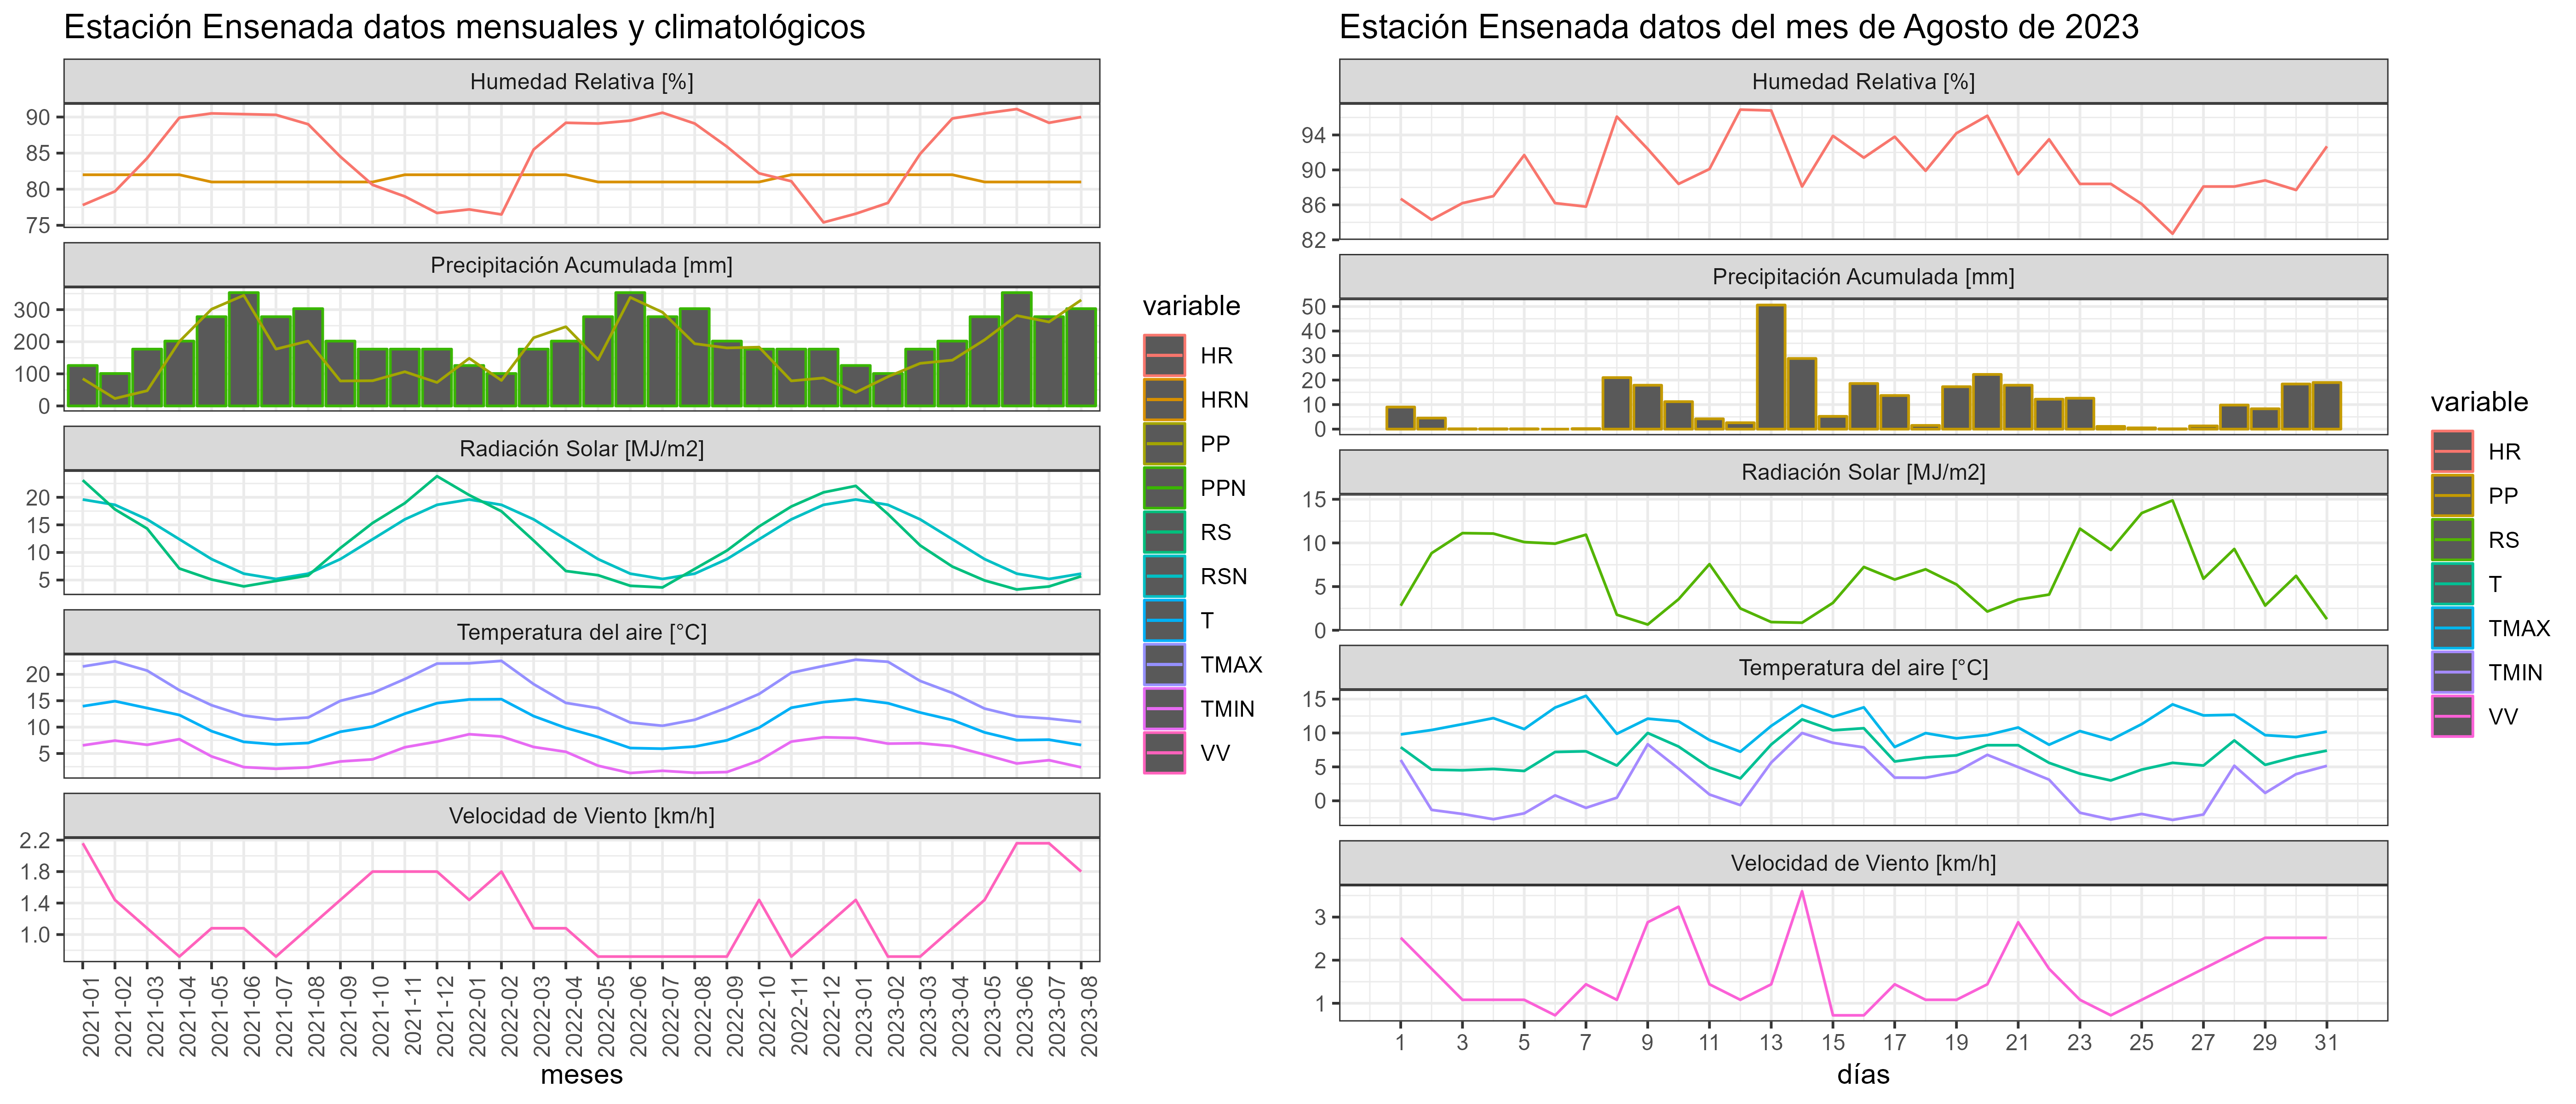 Estación Ensenada datos mensuales y climatológicos
Humedad Relativa [%]
90
85
80
75
Precipitación Acumulada [mm]
300
200
100
0
Radiación Solar [MJ/m2]
20
15
10
5
Temperatura del aire [°C]
20
15
10
5
Velocidad de Viento [km/h]
2.2
1.8
1.4
1.0
2021-01
2021-02
2021-03
2021-04
2021-05
2021-06
2021-07
2021-08
2021-09
2021-10
2021-11
2021-12
2022-01
2022-02
2022-03
2022-04
2022-05
2022-06
2022-07
2022-08
2022-09
2022-10
2022-11
2022-12
2023-01
2023-02
2023-03
2023-04
2023-05
2023-06
2023-07
2023-08
meses
variable
HR
HRN
PP
PPN
RS
RSN
T
TMAX
TMIN
VV
Estación Ensenada datos del mes de Agosto de 2023
Humedad Relativa [%]
94
90
86
82
Precipitación Acumulada [mm]
50
40
30
20
10
0
Radiación Solar [MJ/m2]
15
10
5
0
Temperatura del aire [°C]
15
10
5
0
Velocidad de Viento [km/h]
3
2
1
1 3 5 7 9 11 13 15 17 19 21 23 25 27 29 31
días
variable
HR
PP
RS
T
TMAX
TMIN
VV